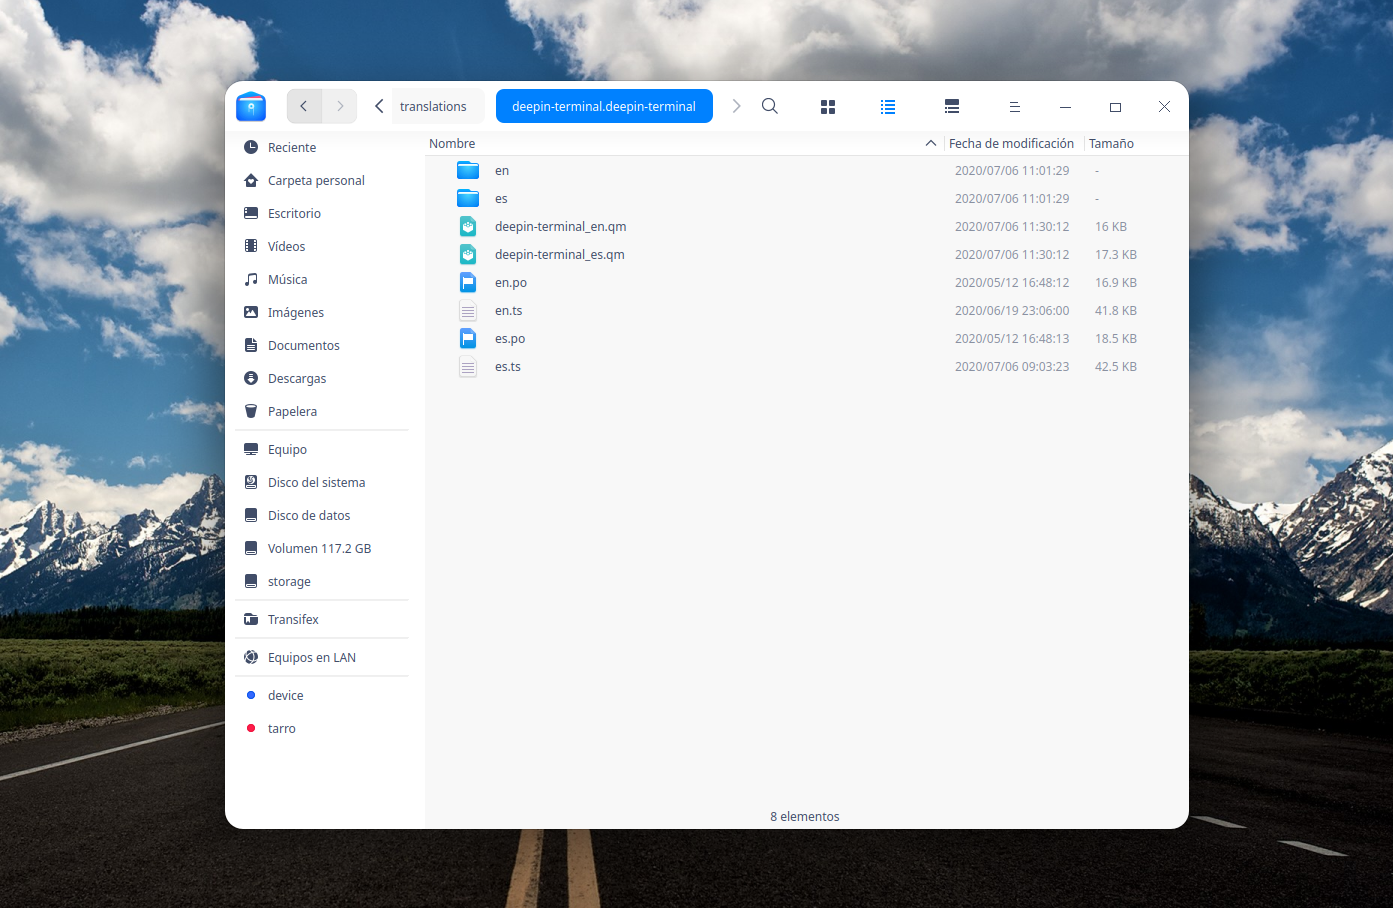 translations
deepin-terminal.deepin-terminal
Reciente
Carpeta personal
Escritorio
Vídeos
Música
Imágenes
Documentos
Descargas
Papelera
Equipo
Disco del sistema
Disco de datos
Volumen 117.2 GB
storage
Transifex
Equipos en LAN
device
tarro
Nombre Fecha de modificación Tamaño
en 2020/07/06 11:01:29 -
es 2020/07/06 11:01:29 -
deepin-terminal_en.qm 2020/07/06 11:30:12 16 KB
deepin-terminal_es.qm 2020/07/06 11:30:12 17.3 KB
en.po 2020/05/12 16:48:12 16.9 KB
en.ts 2020/06/19 23:06:00 41.8 KB
es.po 2020/05/12 16:48:13 18.5 KB
es.ts 2020/07/06 09:03:23 42.5 KB
8 elementos